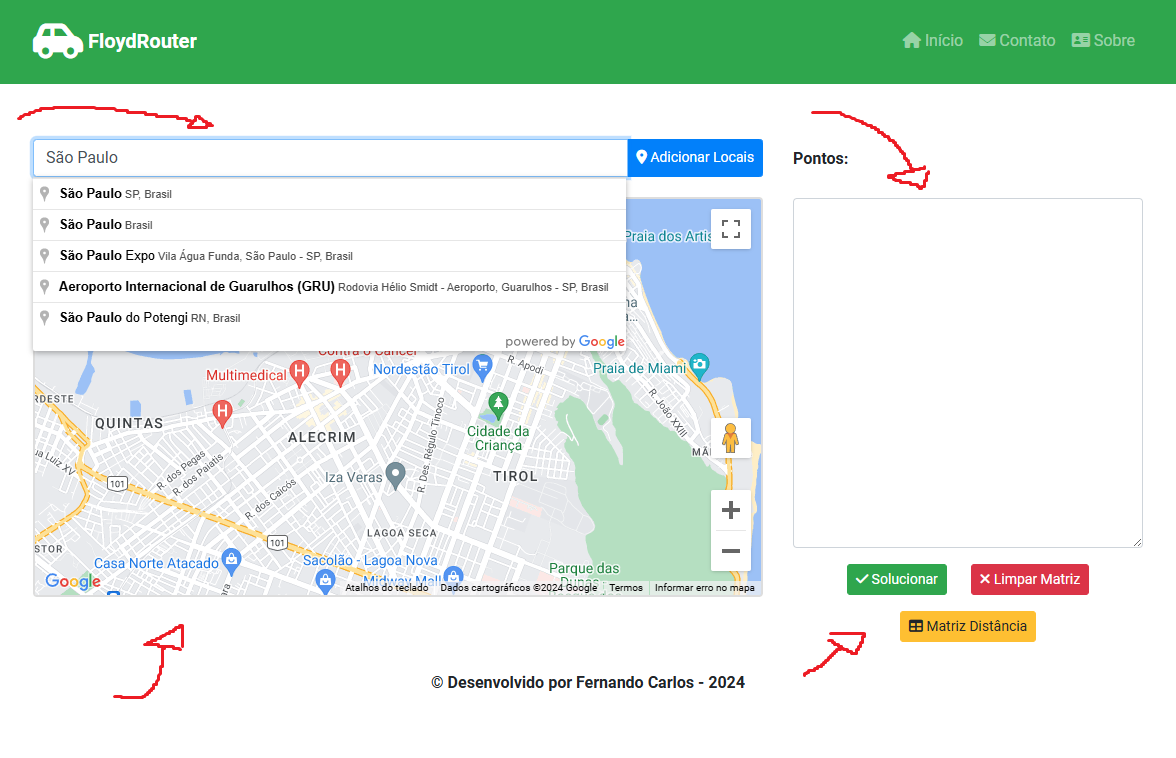 FloydRouter
Início
Contato
Sobre
São Paulo
Adicionar Locais
Pontos:
São Paulo SP, Brasil
São Paulo Brasil
São Paulo Expo Vila Água Funda, São Paulo - SP, Brasil
Aeroporto Internacional de Guarulhos (GRU) Rodovia Hélio Smidt - Aeroporto, Guarulhos - SP, Brasil
São Paulo do Potengi RN, Brasil
powered by Google
Praia dos Artis
Contra o Câncer
Multimedical
H
H
H
Nordestão Tirol
R. Apodi
Praia de Miami
R. João XXIII
QUINTAS
ALECRIM
Cidade da
Criança
R. Des. Régulo Tinoco
MÃ
R. dos Pegas
R. dos Paiatis
Iza Veras
TIROL
ua Luiz XV
101
R. dos Caicós
LAGOA SECA
101
STOR
Casa Norte Atacado
Sacolão - Lagoa Nova
Midway Mall
Parque das
Dunas
Google
Atalhos do teclado
Dados cartográficos ©2024 Google
Termos
Informar erro no mapa
Solucionar
Limpar Matriz
Matriz Distância
© Desenvolvido por Fernando Carlos - 2024